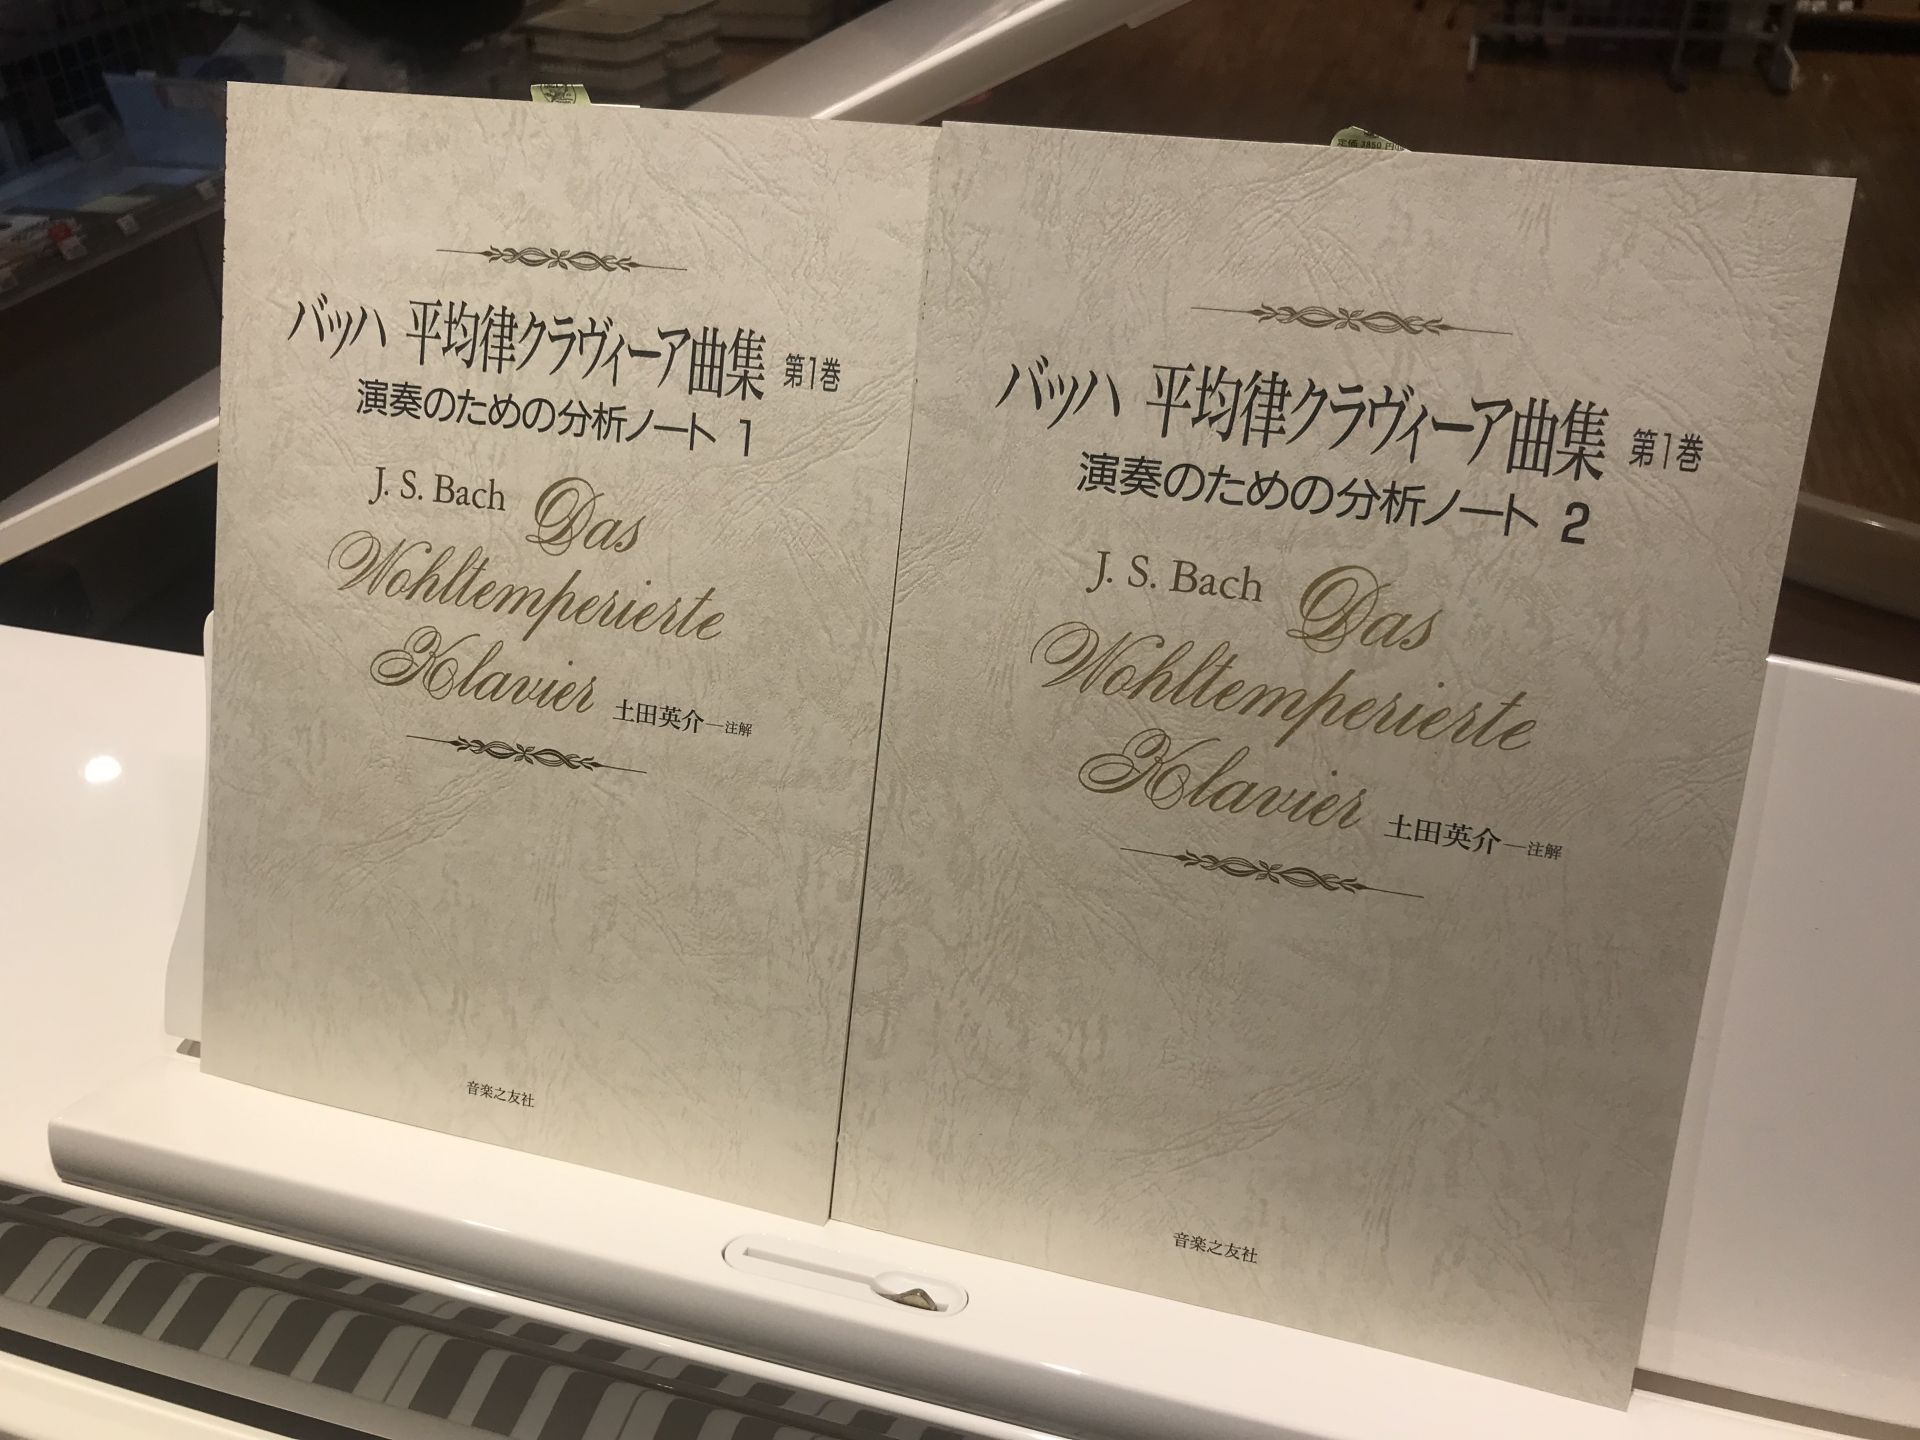 バッハ 平均律クラヴィーア曲集 第1巻
演奏のための分析ノート 1
J. S. Bach Das
Wohltemperierte
Klavier 土田英介―注解
音楽之友社
定価 3850 円
バッハ 平均律クラヴィーア曲集 第1巻
演奏のための分析ノート 2
J. S. Bach Das
Wohltemperierte
Klavier 土田英介―注解
音楽之友社